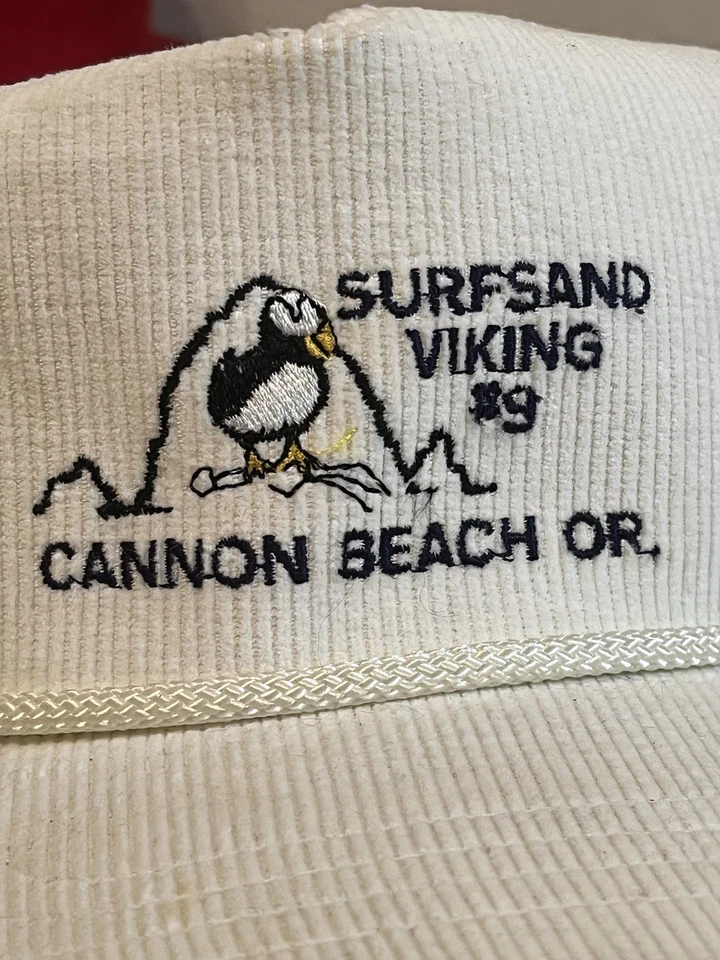 SURFSAND
VIKING
#9
CANNON BEACH OR.